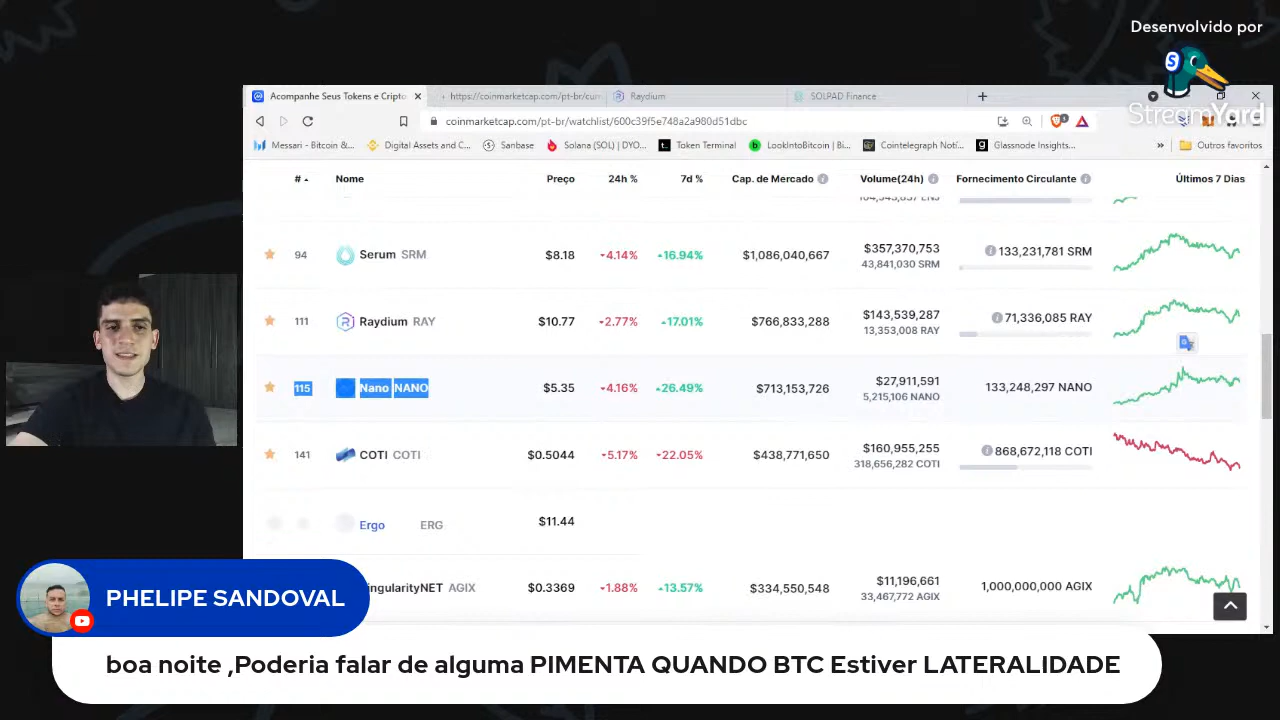 Desenvolvido por
StreamYard
Acompanhe Seus Tokens e Cripto
https://coinmarketcap.com/pt-br/curr
Raydium
SOLPAD Finance
coinmarketcap.com/pt-br/watchlist/600c39f5e748a2a980d51dbc
Messari - Bitcoin &... Digital Assets and C... Sanbase Solana (SOL) (DYO... Token Terminal LookIntoBitcoin | Bi... Cointelegraph Notí... Glassnode Insights... » Outros favoritos
# Nome Preço 24h % 7d % Cap. de Mercado Volume(24h) Fornecimento Circulante Últimos 7 Dias
94 Serum SRM $8.18 4.14% 16.94% $1,086,040,667 $357,370,753 133,231,781 SRM
43,841,030 SRM
111 Raydium RAY $10.77 2.77% 17.01% $766,833,288 $143,539,287 71,336,085 RAY
13,353,008 RAY
115 Nano NANO $5.35 4.16% 26.49% $713,153,726 $27,911,591 133,248,297 NANO
5,215,106 NANO
141 COTI COTI $0.5044 5.17% 22.05% $438,771,650 $160,955,255 868,672,118 COTI
318,656,282 COTI
Ergo ERG $11.44
ingularityNET AGIX $0.3369 1.88% 13.57% $334,550,548 $11,196,661 1,000,000,000 AGIX
33,467,772 AGIX
PHELIPE SANDOVAL
boa noite ,Poderia falar de alguma PIMENTA QUANDO BTC Estiver LATERALIDADE